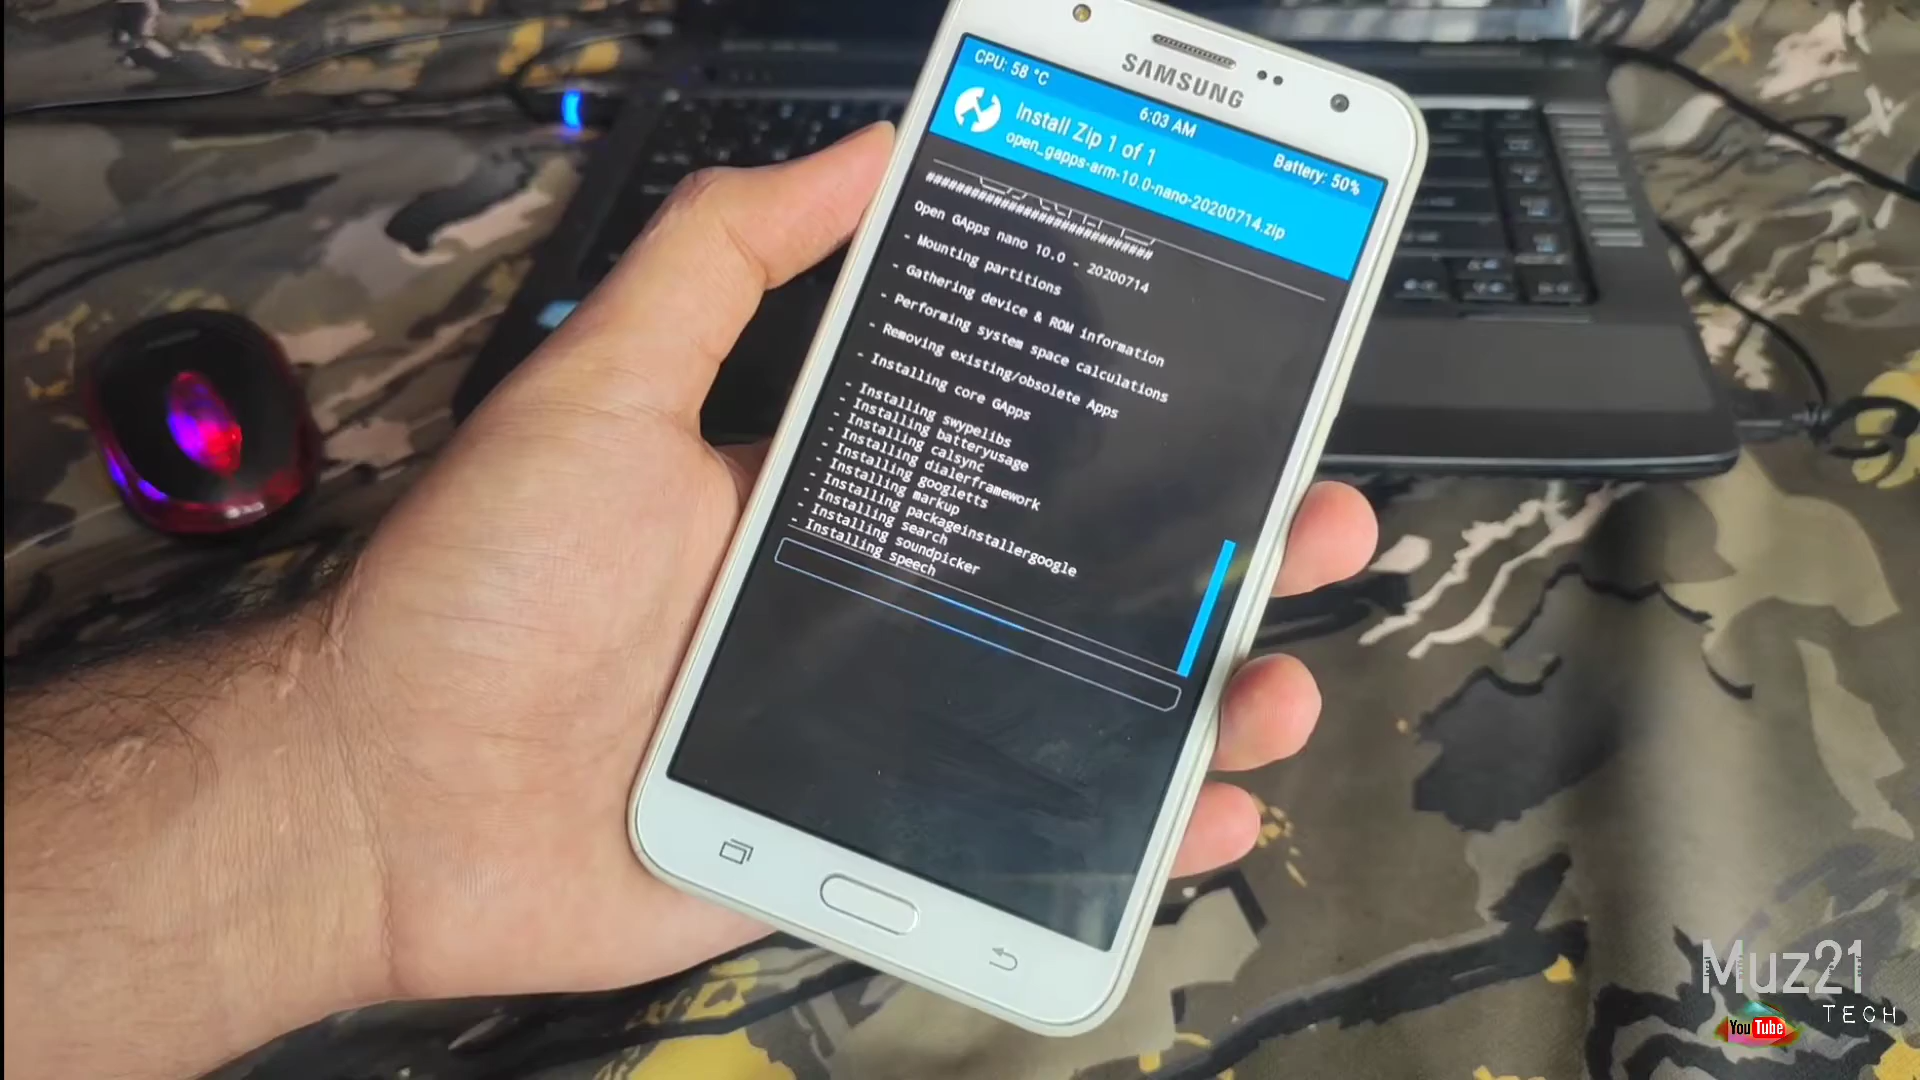 SAMSUNG
CPU: 58 °C
6:03 AM
Battery: 50%
Install Zip 1 of 1
open_gapps-arm-10.0-nano-20200714.zip
##############################
Open GApps nano 10.0 - 20200714
- Mounting partitions
- Gathering device & ROM information
- Performing system space calculations
- Removing existing/obsolete Apps
- Installing core GApps
- Installing swypelibs
- Installing batteryusage
- Installing calsync
- Installing dialerframework
- Installing googletts
- Installing markup
- Installing packageinstallergoogle
- Installing search
- Installing soundpicker
- Installing speech
Muz21
TECH
YouTube